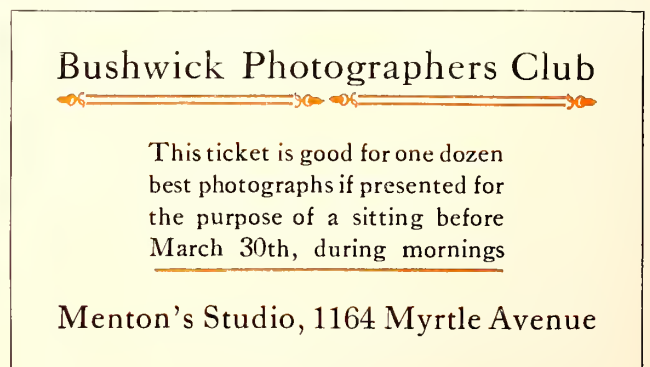 Bushwick Photographers Club
This ticket is good for one dozen
best photographs if presented for
the purpose of a sitting before
March 30th, during mornings
Menton's Studio, 1164 Myrtle Avenue